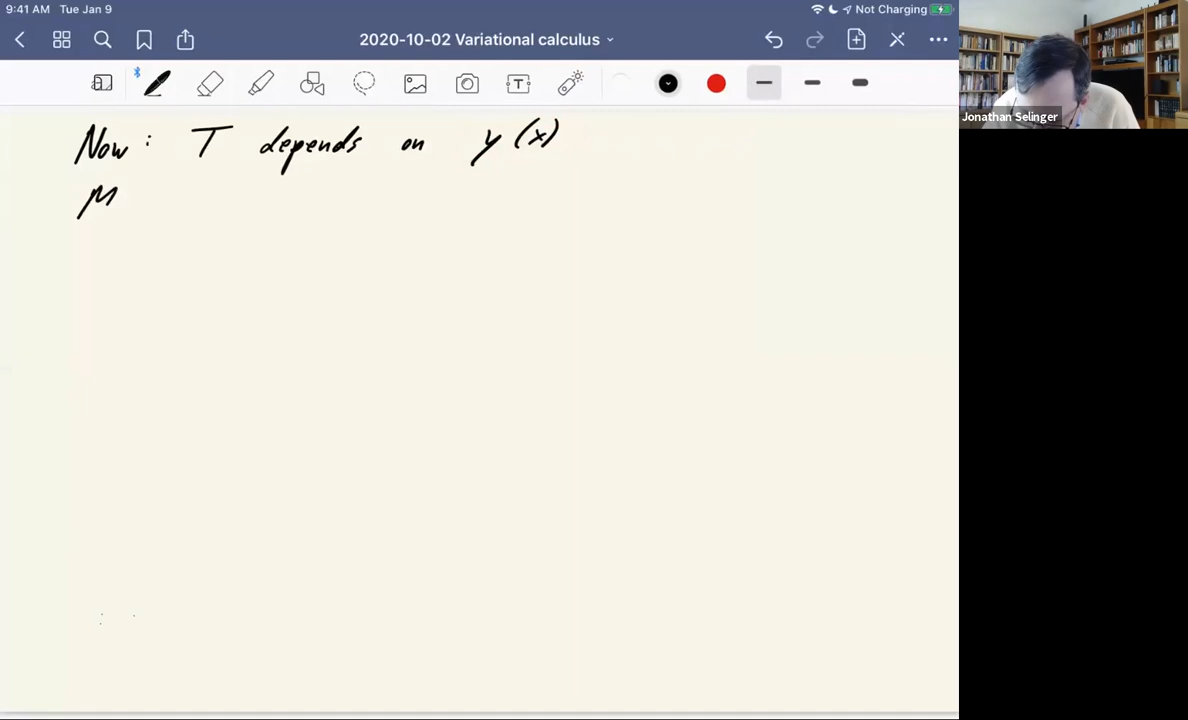 9:41 AM Tue Jan 9
Not Charging
2020-10-02 Variational calculus
T
Jonathan Selinger
Now: T depends on y(x)
M